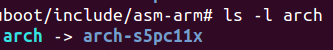 uboot/include/asm-arm# ls -l arch
arch -> arch-s5pc11x